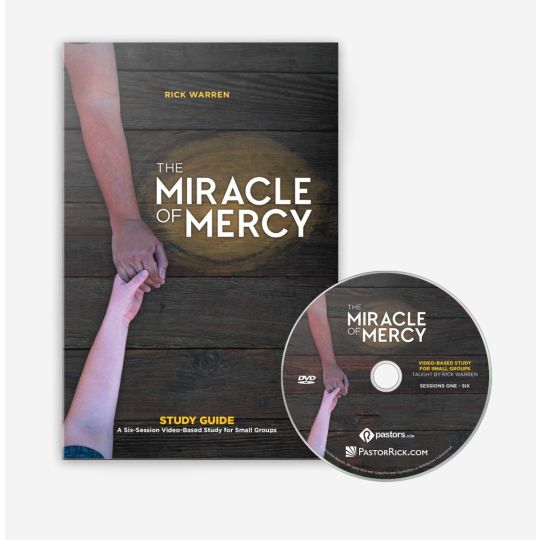 RICK WARREN
THE
MIRACLE
OF MERCY
STUDY GUIDE
A Six-Session Video-Based Study for Small Groups
THE
MIRACLE
OF MERCY
VIDEO-BASED STUDY
FOR SMALL GROUPS
TAUGHT BY RICK WARREN
SESSIONS ONE - SIX
DVD
pastors.com
PASTORRICK.COM